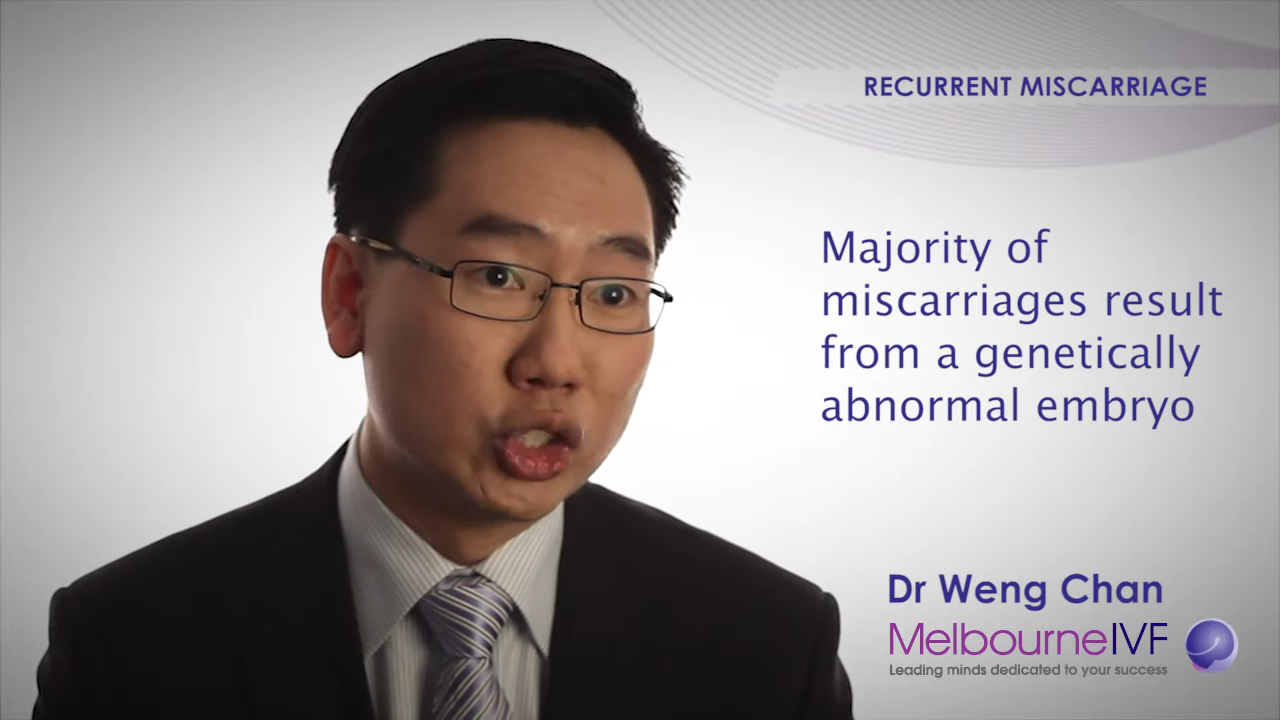 RECURRENT MISCARRIAGE
Majority of
miscarriages result
from a genetically
abnormal embryo
Dr Weng Chan
MelbourneIVF
Leading minds dedicated to your success